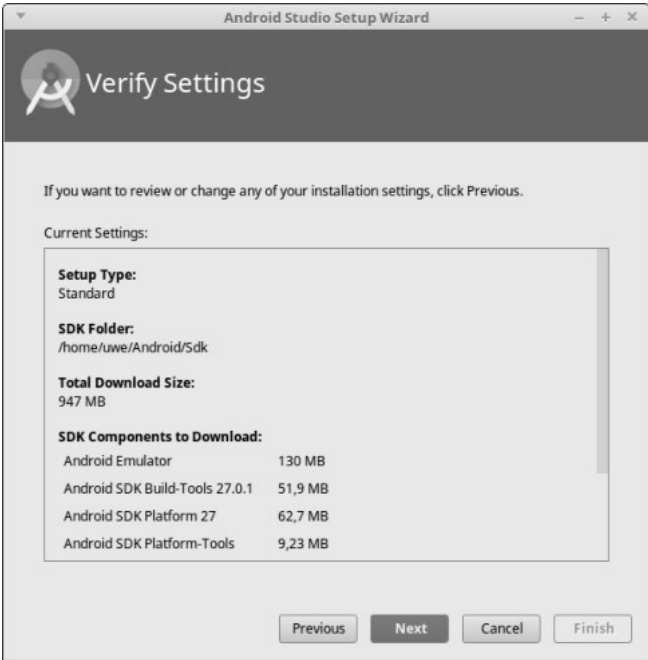 Android Studio Setup Wizard
Verify Settings
If you want to review or change any of your installation settings, click Previous.
Current Settings:
Setup Type:
Standard
SDK Folder:
/home/uwe/Android/Sdk
Total Download Size:
947 MB
SDK Components to Download:
Android Emulator 130 MB
Android SDK Build-Tools 27.0.1 51,9 MB
Android SDK Platform 27 62,7 MB
Android SDK Platform-Tools 9,23 MB
Previous Next Cancel Finish